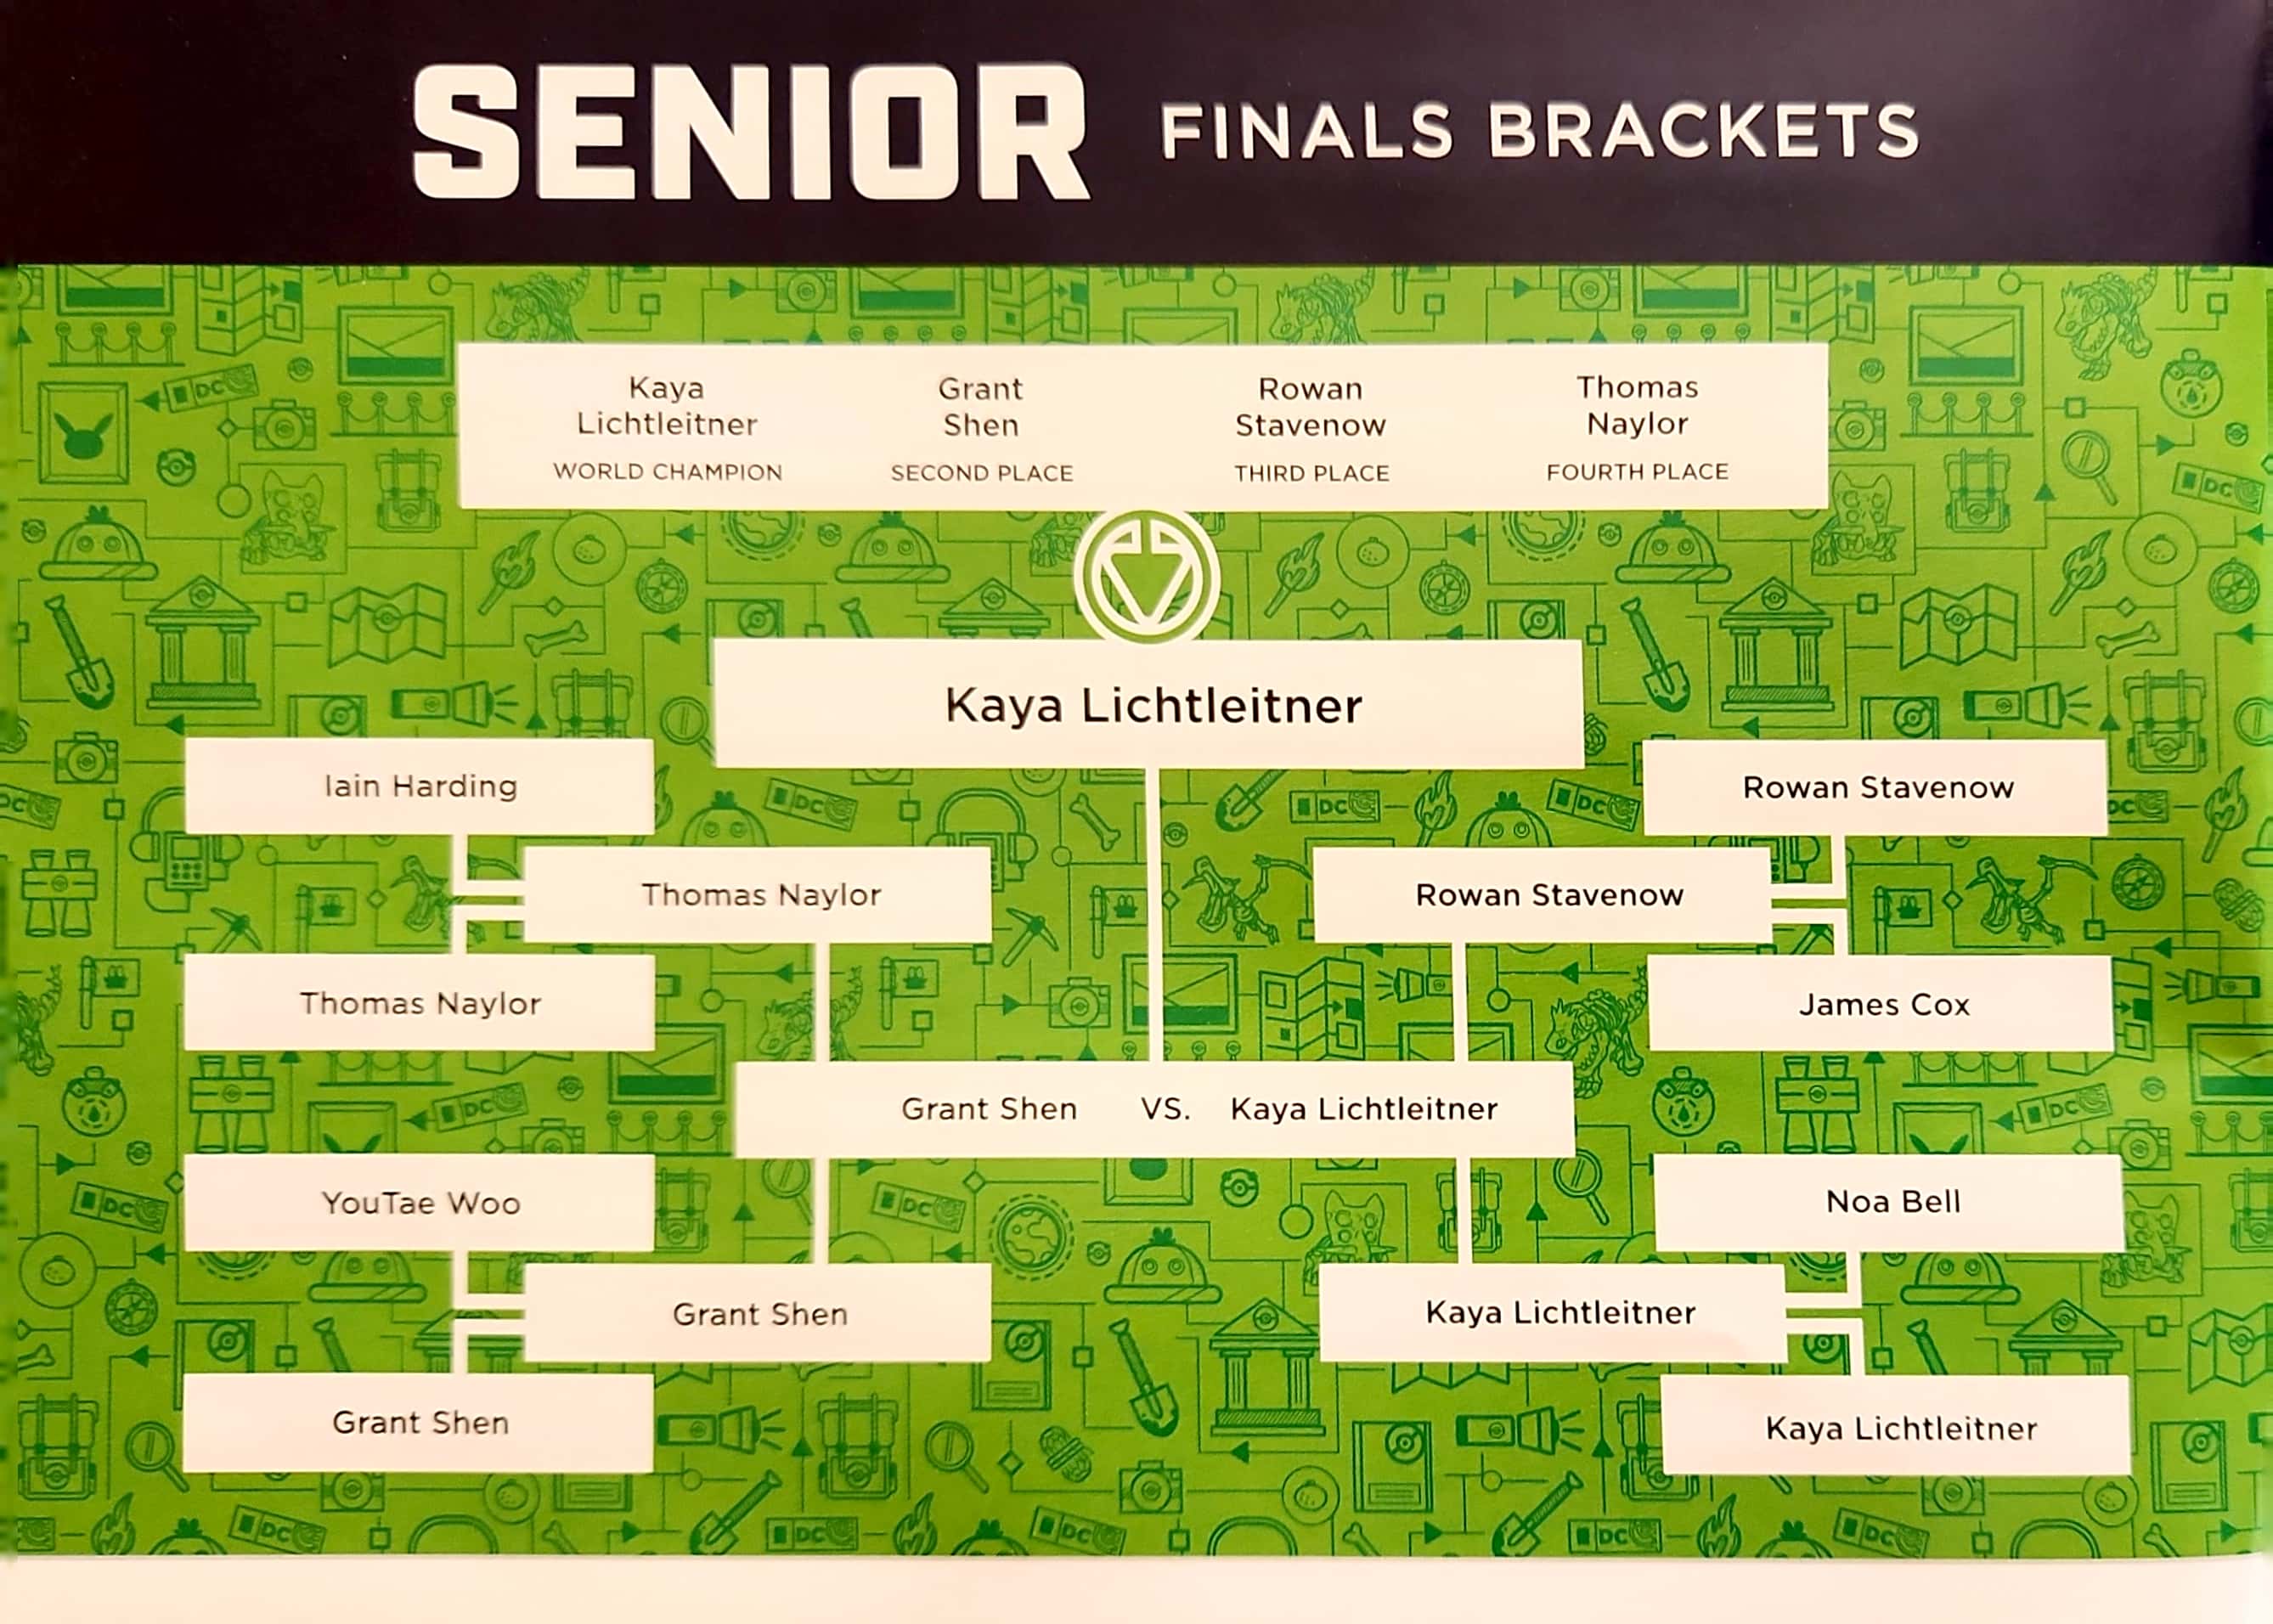 SENIOR FINALS BRACKETS
Kaya Lichtleitner
WORLD CHAMPION
Grant Shen
SECOND PLACE
Rowan Stavenow
THIRD PLACE
Thomas Naylor
FOURTH PLACE
Kaya Lichtleitner
Iain Harding
Thomas Naylor
Thomas Naylor
YouTae Woo
Grant Shen
Grant Shen
Grant Shen VS. Kaya Lichtleitner
Rowan Stavenow
Rowan Stavenow
James Cox
Noa Bell
Kaya Lichtleitner
Kaya Lichtleitner
DC